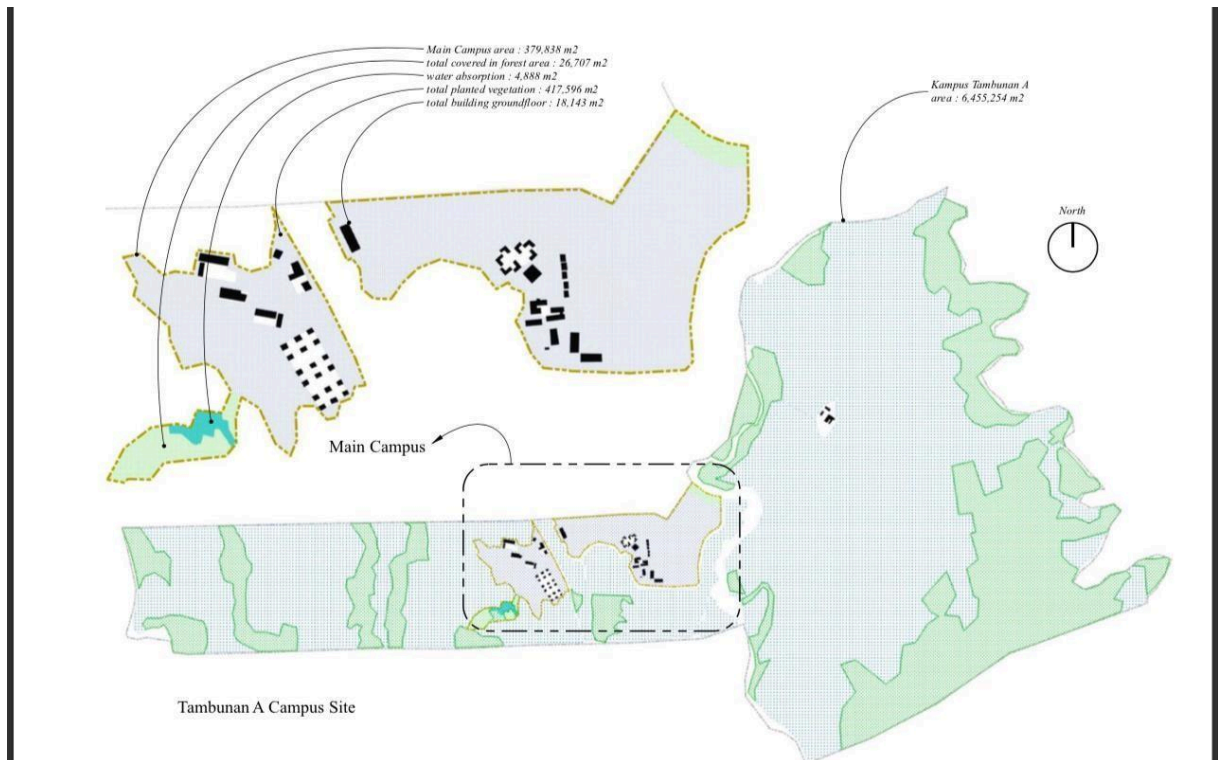 Main Campus area : 379,838 m2
total covered in forest area : 26,707 m2
water absorption : 4,888 m2
total planted vegetation : 417,596 m2
total building groundfloor : 18,143 m2
Kampus Tambunan A
area : 6,455,254 m2
North
Main Campus
Tambunan A Campus Site